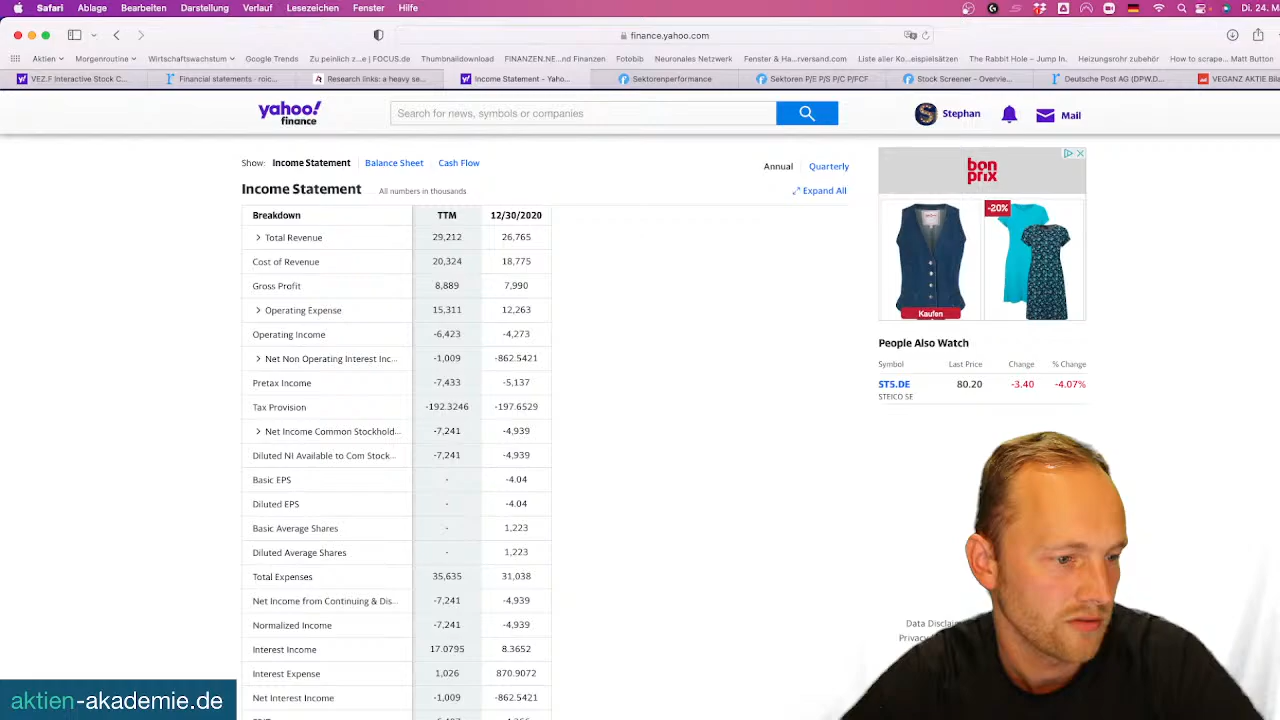 Safari Ablage Bearbeiten Darstellung Verlauf Lesezeichen Fenster Hilfe Di. 24. Ma
finance.yahoo.com
Aktien Morgenroutine Wirtschaftswachstum Google Trends Zu peinlich z...e | FOCUS.de Thumbnaildownload FINANZEN.NE...nd Finanzen Fotobib Neuronales Netzwerk Fenster & Ha...rversand.com Liste aller Ko...eispielsätzen The Rabbit Hole – Jump In. Heizungsrohr zubehör How to scrape... Matt Button
VEZ.F Interactive Stock C... Financial statements - roic... Research links: a heavy se... Income Statement - Yaho... Sektorenperformance Sektoren P/E P/S P/C P/FCF Stock Screener - Overvie... Deutsche Post AG (DPW.D... VEGANZ AKTIE Bila
yahoo!
finance
Search for news, symbols or companies
Stephan
Mail
Show: Income Statement Balance Sheet Cash Flow
Annual Quarterly
Income Statement All numbers in thousands
Expand All
Breakdown TTM 12/30/2020
Total Revenue 29,212 26,765
Cost of Revenue 20,324 18,775
Gross Profit 8,889 7,990
Operating Expense 15,311 12,263
Operating Income -6,423 -4,273
Net Non Operating Interest Inc... -1,009 -862.5421
Pretax Income -7,433 -5,137
Tax Provision -192.3246 -197.6529
Net Income Common Stockhold... -7,241 -4,939
Diluted NI Available to Com Stock... -7,241 -4,939
Basic EPS - -4.04
Diluted EPS - -4.04
Basic Average Shares - 1,223
Diluted Average Shares - 1,223
Total Expenses 35,635 31,038
Net Income from Continuing & Dis... -7,241 -4,939
Normalized Income -7,241 -4,939
Interest Income 17.0795 8.3652
Interest Expense 1,026 870.9072
Net Interest Income -1,009 -862.5421
bon
prix
-20%
Kaufen
People Also Watch
Symbol Last Price Change % Change
ST5.DE 80.20 -3.40 -4.07%
STEICO SE
Data Disclaim
Privacy
aktien-akademie.de